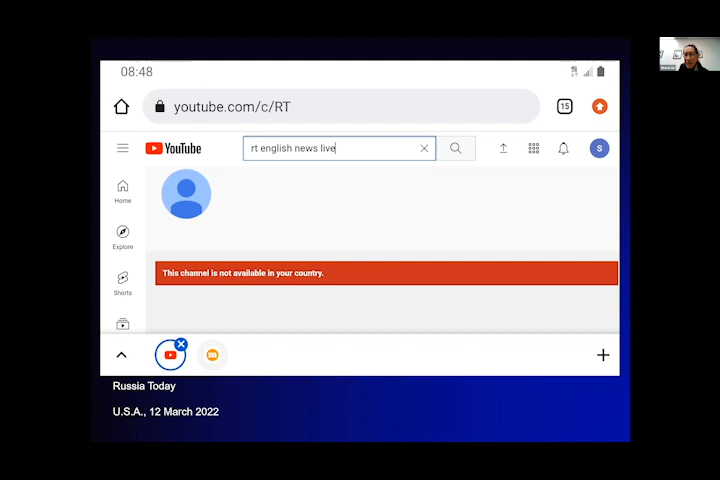 08:48
youtube.com/c/RT
15
YouTube
rt english news live
S
Home
Explore
Shorts
This channel is not available in your country.
Russia Today
U.S.A., 12 March 2022